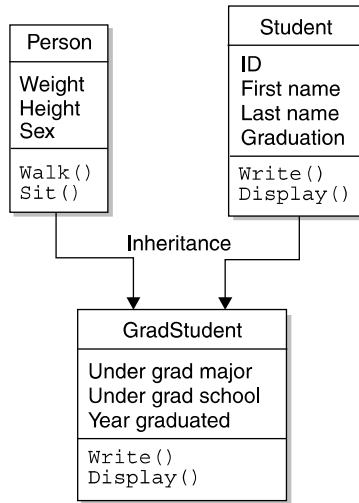 Person
Weight
Height
Sex
Walk()
Sit()
Student
ID
First name
Last name
Graduation
Write()
Display()
Inheritance
GradStudent
Under grad major
Under grad school
Year graduated
Write()
Display()